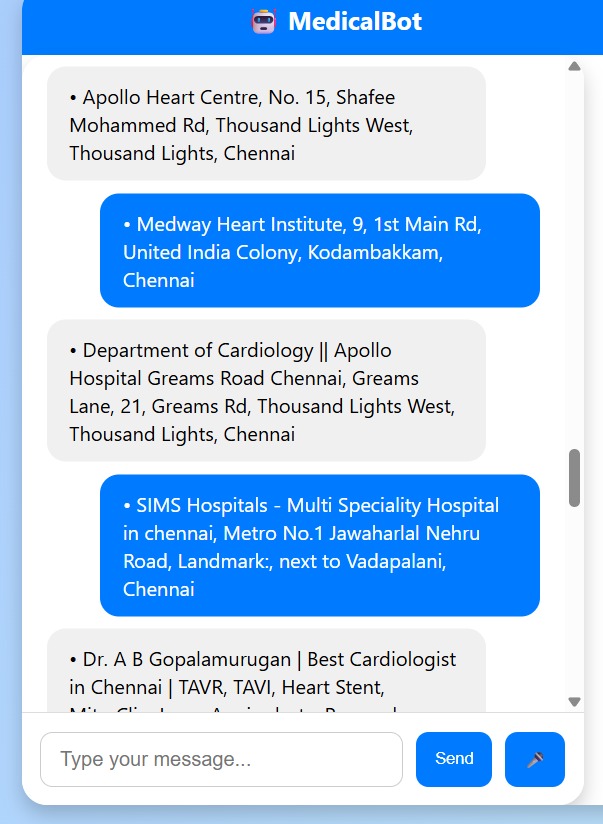 MedicalBot
• Apollo Heart Centre, No. 15, Shafee
Mohammed Rd, Thousand Lights West,
Thousand Lights, Chennai
• Medway Heart Institute, 9, 1st Main Rd,
United India Colony, Kodambakkam,
Chennai
• Department of Cardiology || Apollo
Hospital Greams Road Chennai, Greams
Lane, 21, Greams Rd, Thousand Lights West,
Thousand Lights, Chennai
• SIMS Hospitals - Multi Speciality Hospital
in chennai, Metro No.1 Jawaharlal Nehru
Road, Landmark:, next to Vadapalani,
Chennai
• Dr. A B Gopalamurugan | Best Cardiologist
in Chennai | TAVR, TAVI, Heart Stent,
Type your message...
Send